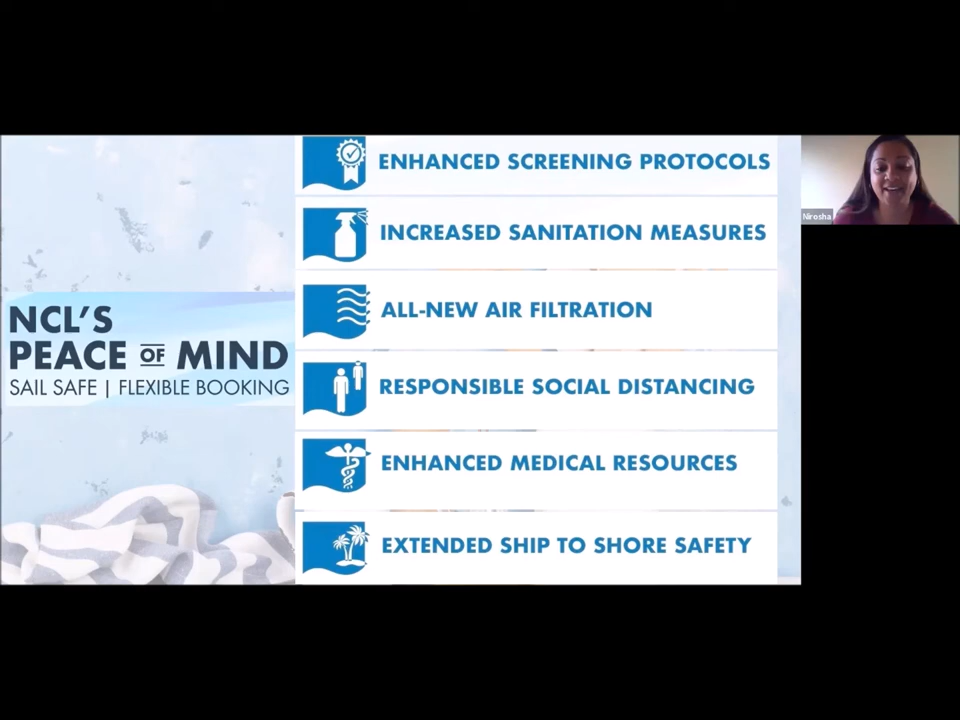 NCL'S
PEACE OF MIND
SAIL SAFE | FLEXIBLE BOOKING
ENHANCED SCREENING PROTOCOLS
INCREASED SANITATION MEASURES
ALL-NEW AIR FILTRATION
RESPONSIBLE SOCIAL DISTANCING
ENHANCED MEDICAL RESOURCES
EXTENDED SHIP TO SHORE SAFETY
Nirosha